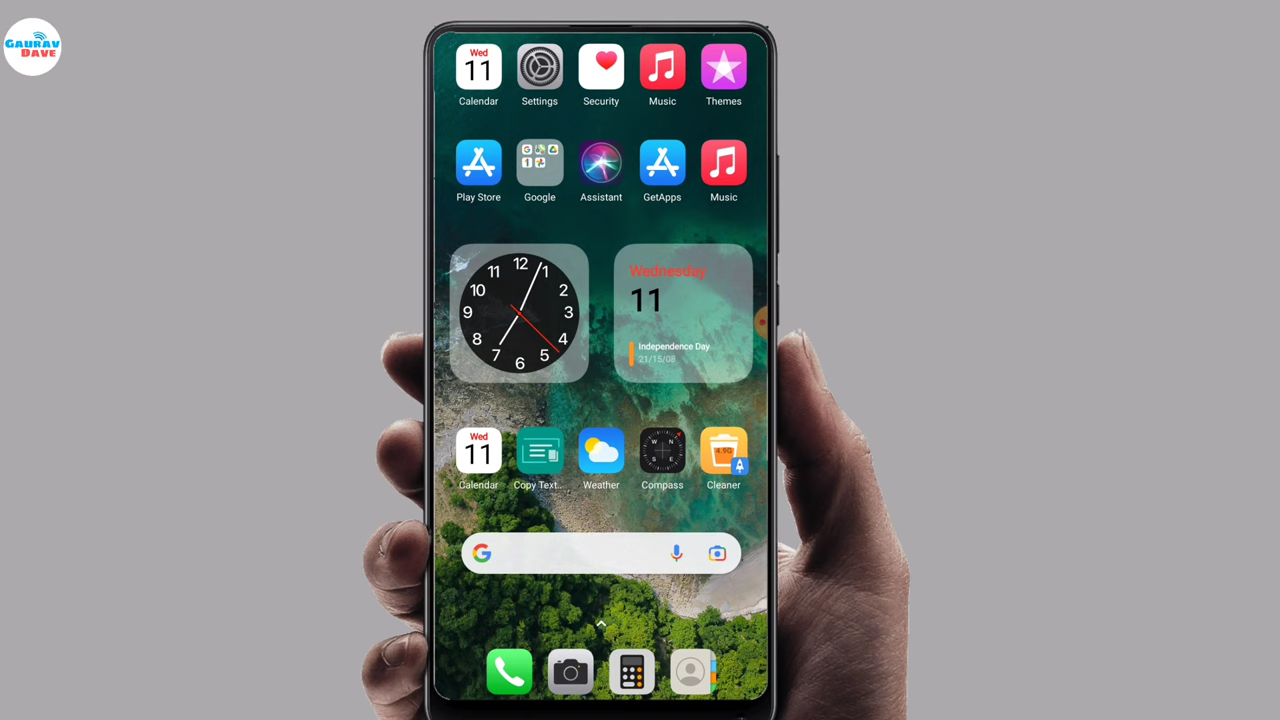 GAURAV
DAVE
Wed
11
Calendar
Settings
Security
Music
Themes
Play Store
Google
Assistant
GetApps
Music
12
1
2
3
4
5
6
7
8
9
10
11
Wednesday
11
Independence Day
21/15/08
Wed
11
Calendar
Copy Text..
Weather
W N
S E
Compass
4.9G
Cleaner